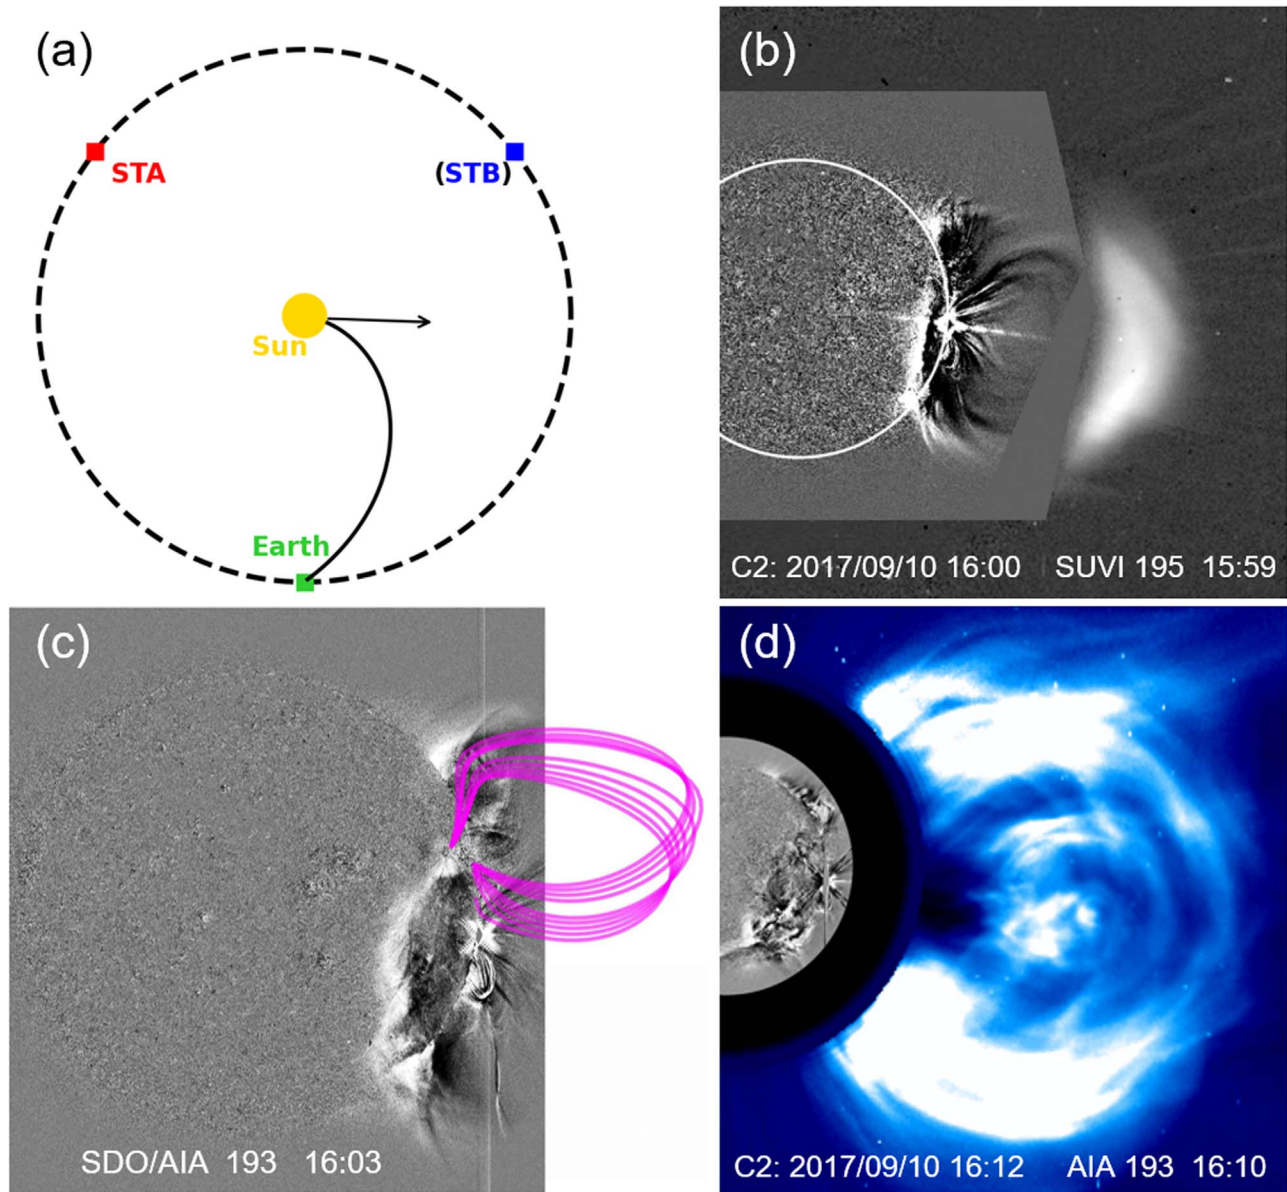 (a)
STA
(STB)
Sun
Earth
(b)
C2: 2017/09/10 16:00 SUVI 195 15:59
(c)
SDO/AIA 193 16:03
(d)
C2: 2017/09/10 16:12 AIA 193 16:10